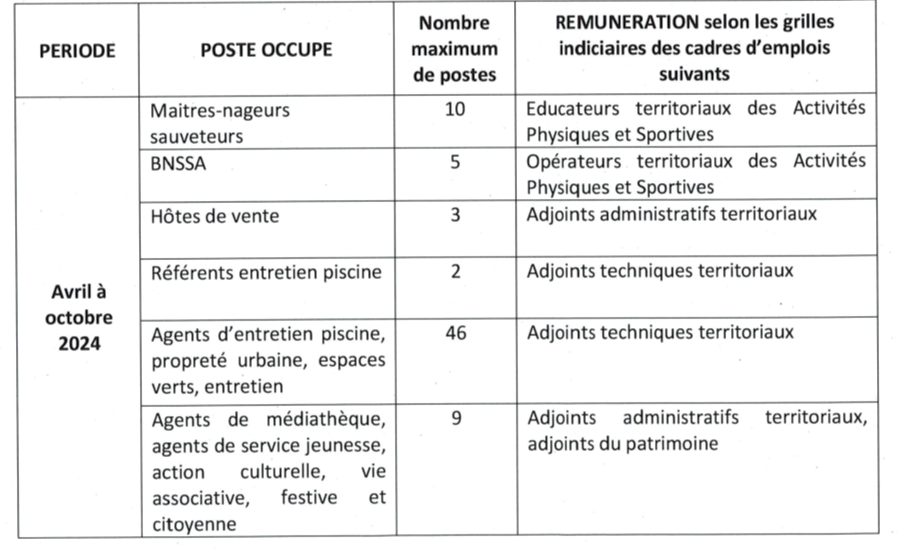 PERIODE
POSTE OCCUPE
Nombre
maximum
de postes
REMUNERATION selon les grilles
indiciaires des cadres d'emplois
suivants
Avril à
octobre
2024
Maitres-nageurs
sauveteurs
10
Educateurs territoriaux des Activités
Physiques et Sportives
BNSSA
5
Opérateurs territoriaux des Activités
Physiques et Sportives
Hôtes de vente
3
Adjoints administratifs territoriaux
Référents entretien piscine
2
Adjoints techniques territoriaux
Agents d'entretien piscine,
propreté urbaine, espaces
verts, entretien
46
Adjoints techniques territoriaux
Agents de médiathèque,
agents de service jeunesse,
action culturelle, vie
associative, festive et
citoyenne
9
Adjoints administratifs territoriaux,
adjoints du patrimoine